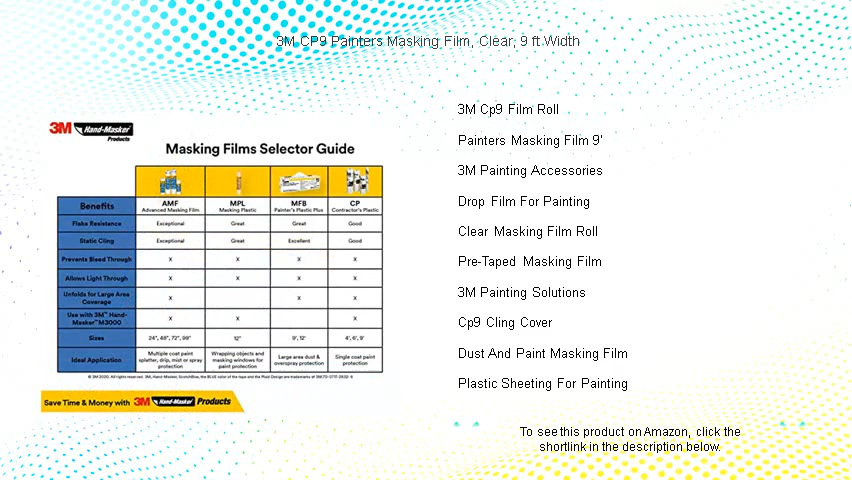 3M CP9 Painters Masking Film, Clear, 9 ft Width
3M Hand-Masker™
Products
Masking Films Selector Guide
Benefits
AMF
Advanced Masking Film
MPL
Masking Plastic
MFB
Painter's Plastic Plus
CP
Contractor's Plastic
Flake Resistance Exceptional Great Great Good
Static Cling Exceptional Great Excellent Good
Prevents Bleed Through X X X X
Allows Light Through X X X X
Unfolds for Large Area
Coverage
X X X
Use with 3M™ Hand-
Masker™ M3000
X X X
Sizes 24", 48", 72", 99" 12" 9', 12' 4', 6', 9'
Ideal Application
Multiple coat paint
splatter, drip, mist or spray
protection
Wrapping objects and
masking windows for
paint protection
Large area dust &
overspray protection
Single coat paint
protection
Save Time & Money with 3M Hand-Masker Products
3M Cp9 Film Roll
Painters Masking Film 9'
3M Painting Accessories
Drop Film For Painting
Clear Masking Film Roll
Pre-Taped Masking Film
3M Painting Solutions
Cp9 Cling Cover
Dust And Paint Masking Film
Plastic Sheeting For Painting
To see this product on Amazon, click the
shortlink in the description below.